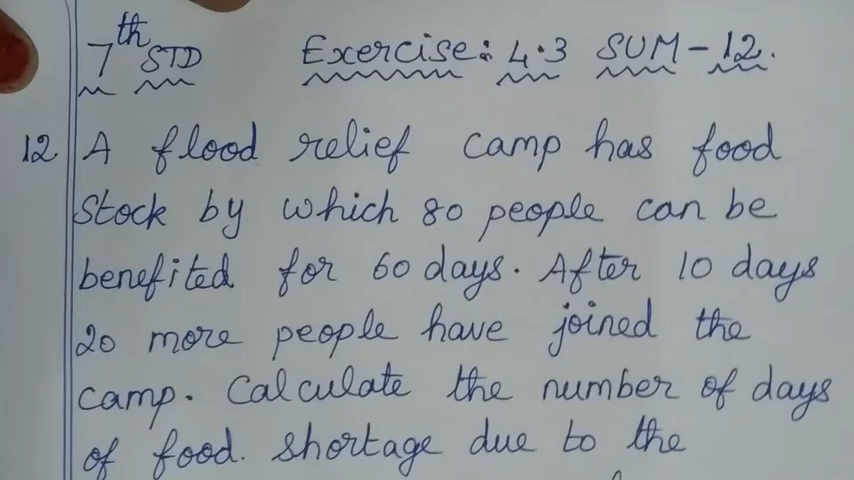 7th STD Exercise: 4.3 SUM-12.
12 A flood relief camp has food
stock by which 80 people can be
benefited for 60 days. After 10 days
20 more people have joined the
camp. Calculate the number of days
of food. shortage due to the